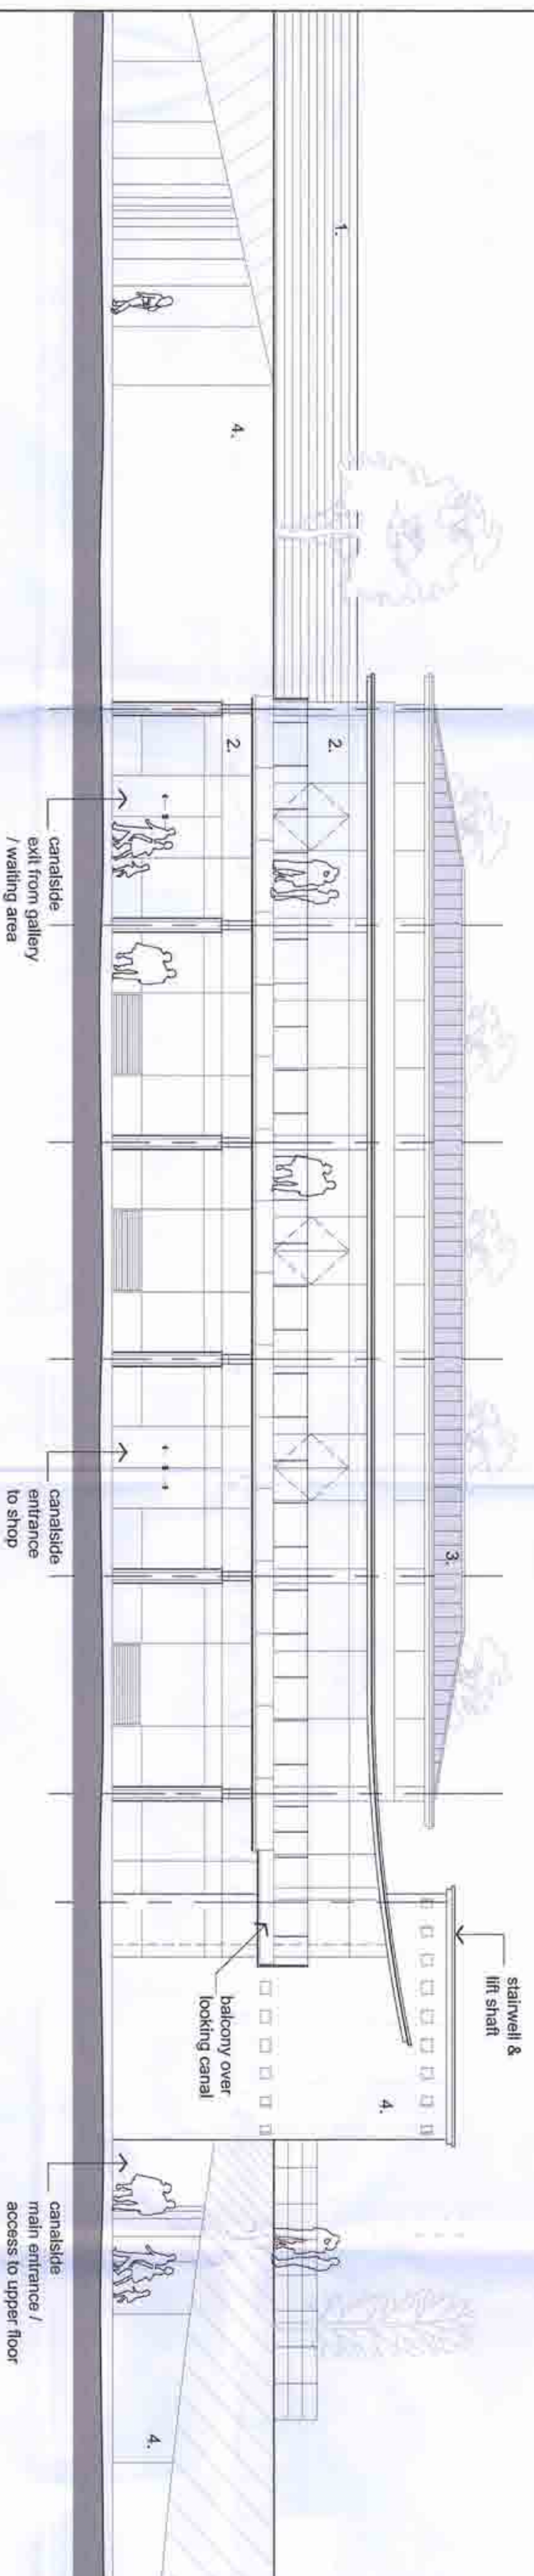 1.
4.
2.
2.
3.
stairwell &
lift shaft
4.
balcony over
looking canal
4.
canalside
exit from gallery
/ waiting area
canalside
entrance
to shop
canalside
main entrance /
access to upper floor